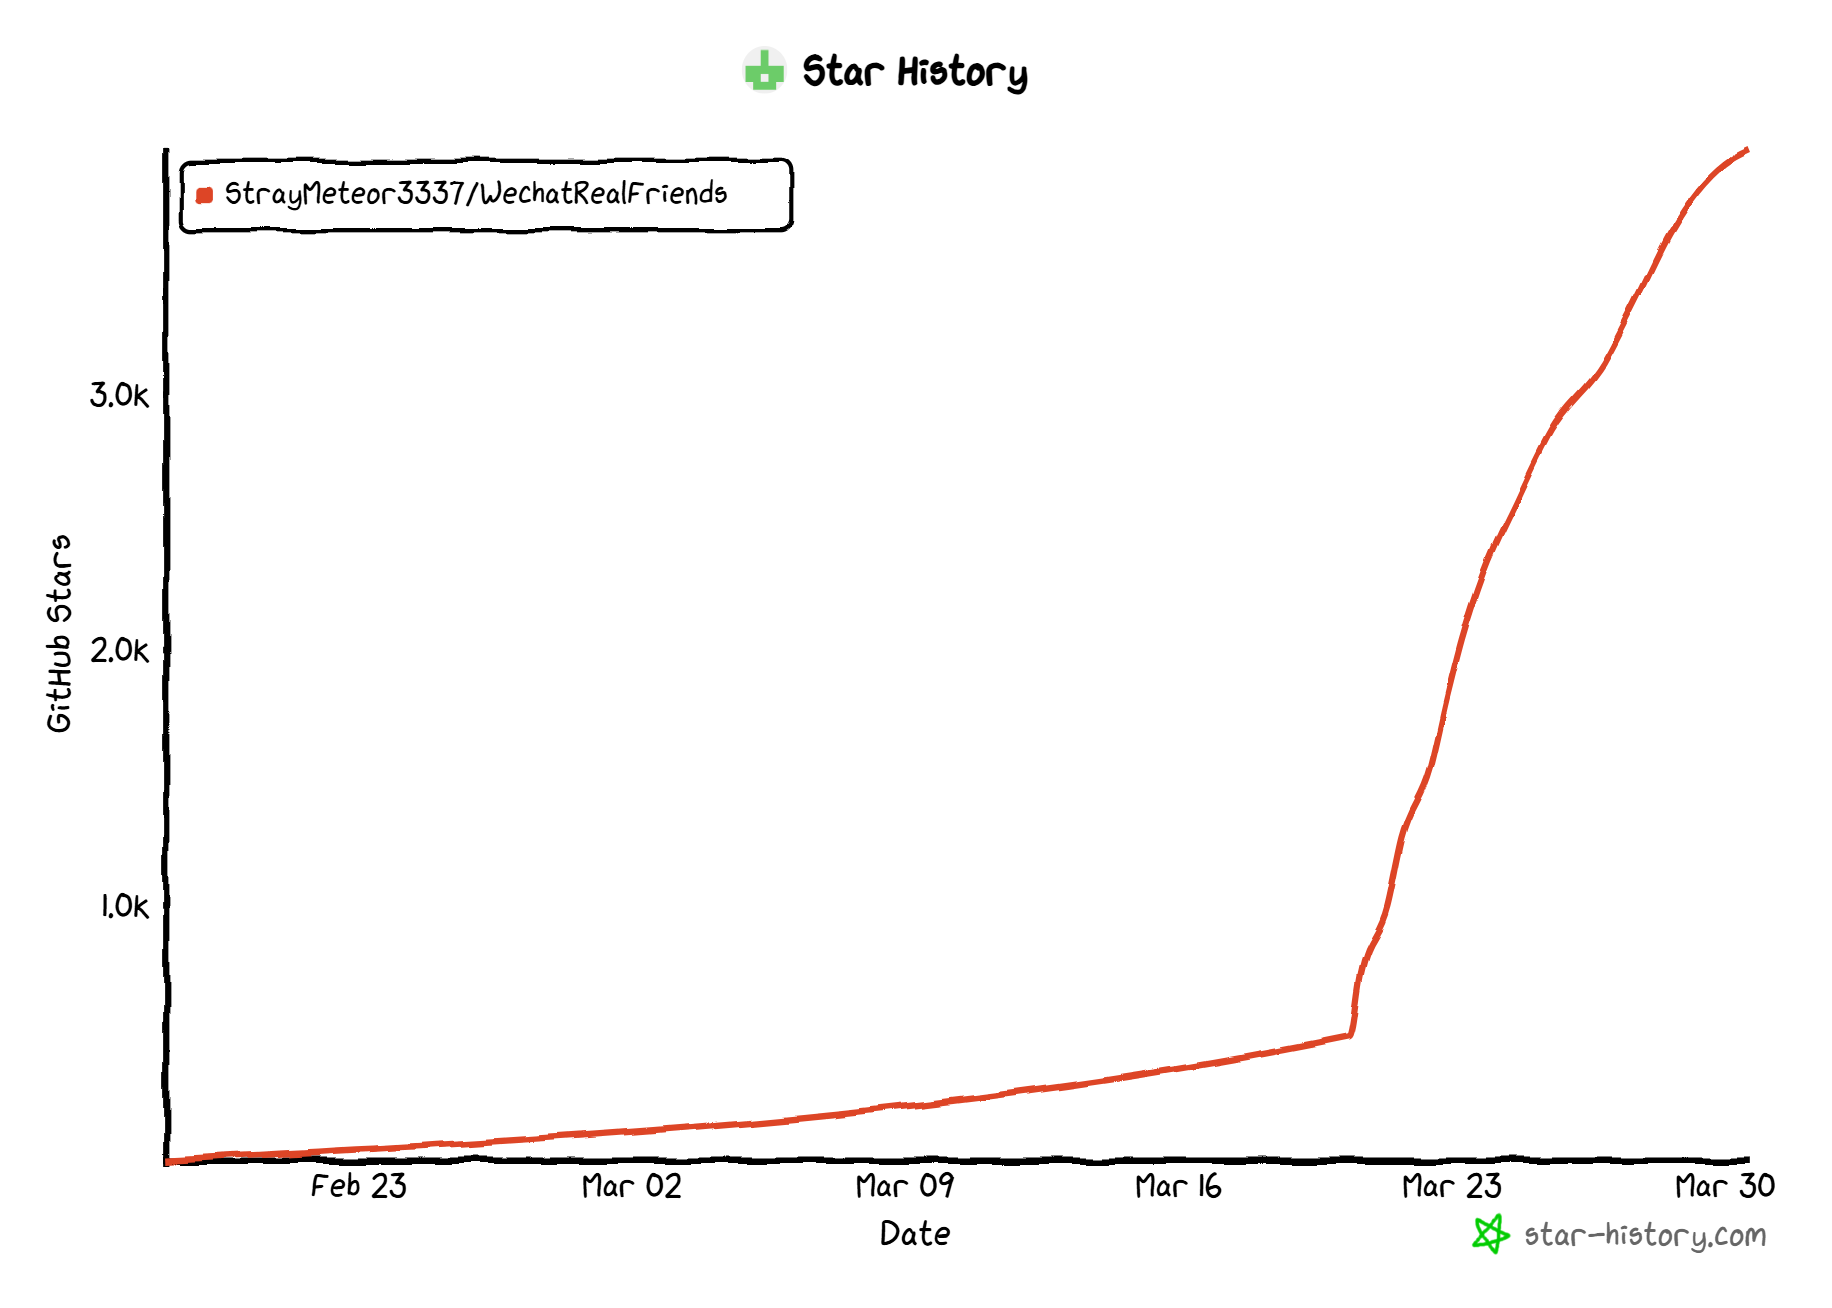 Star History
StrayMeteor3337/WechatRealFriends
GitHub Stars
3.0k
2.0k
1.0k
Feb 23 Mar 02 Mar 09 Mar 16 Mar 23 Mar 30
Date
star-history.com